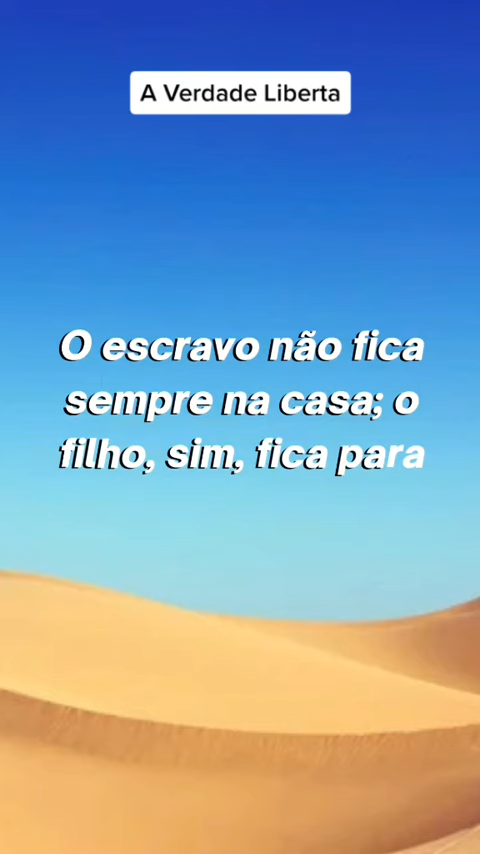 A Verdade Liberta
O escravo não fica
sempre na casa; o
filho, sim, fica para